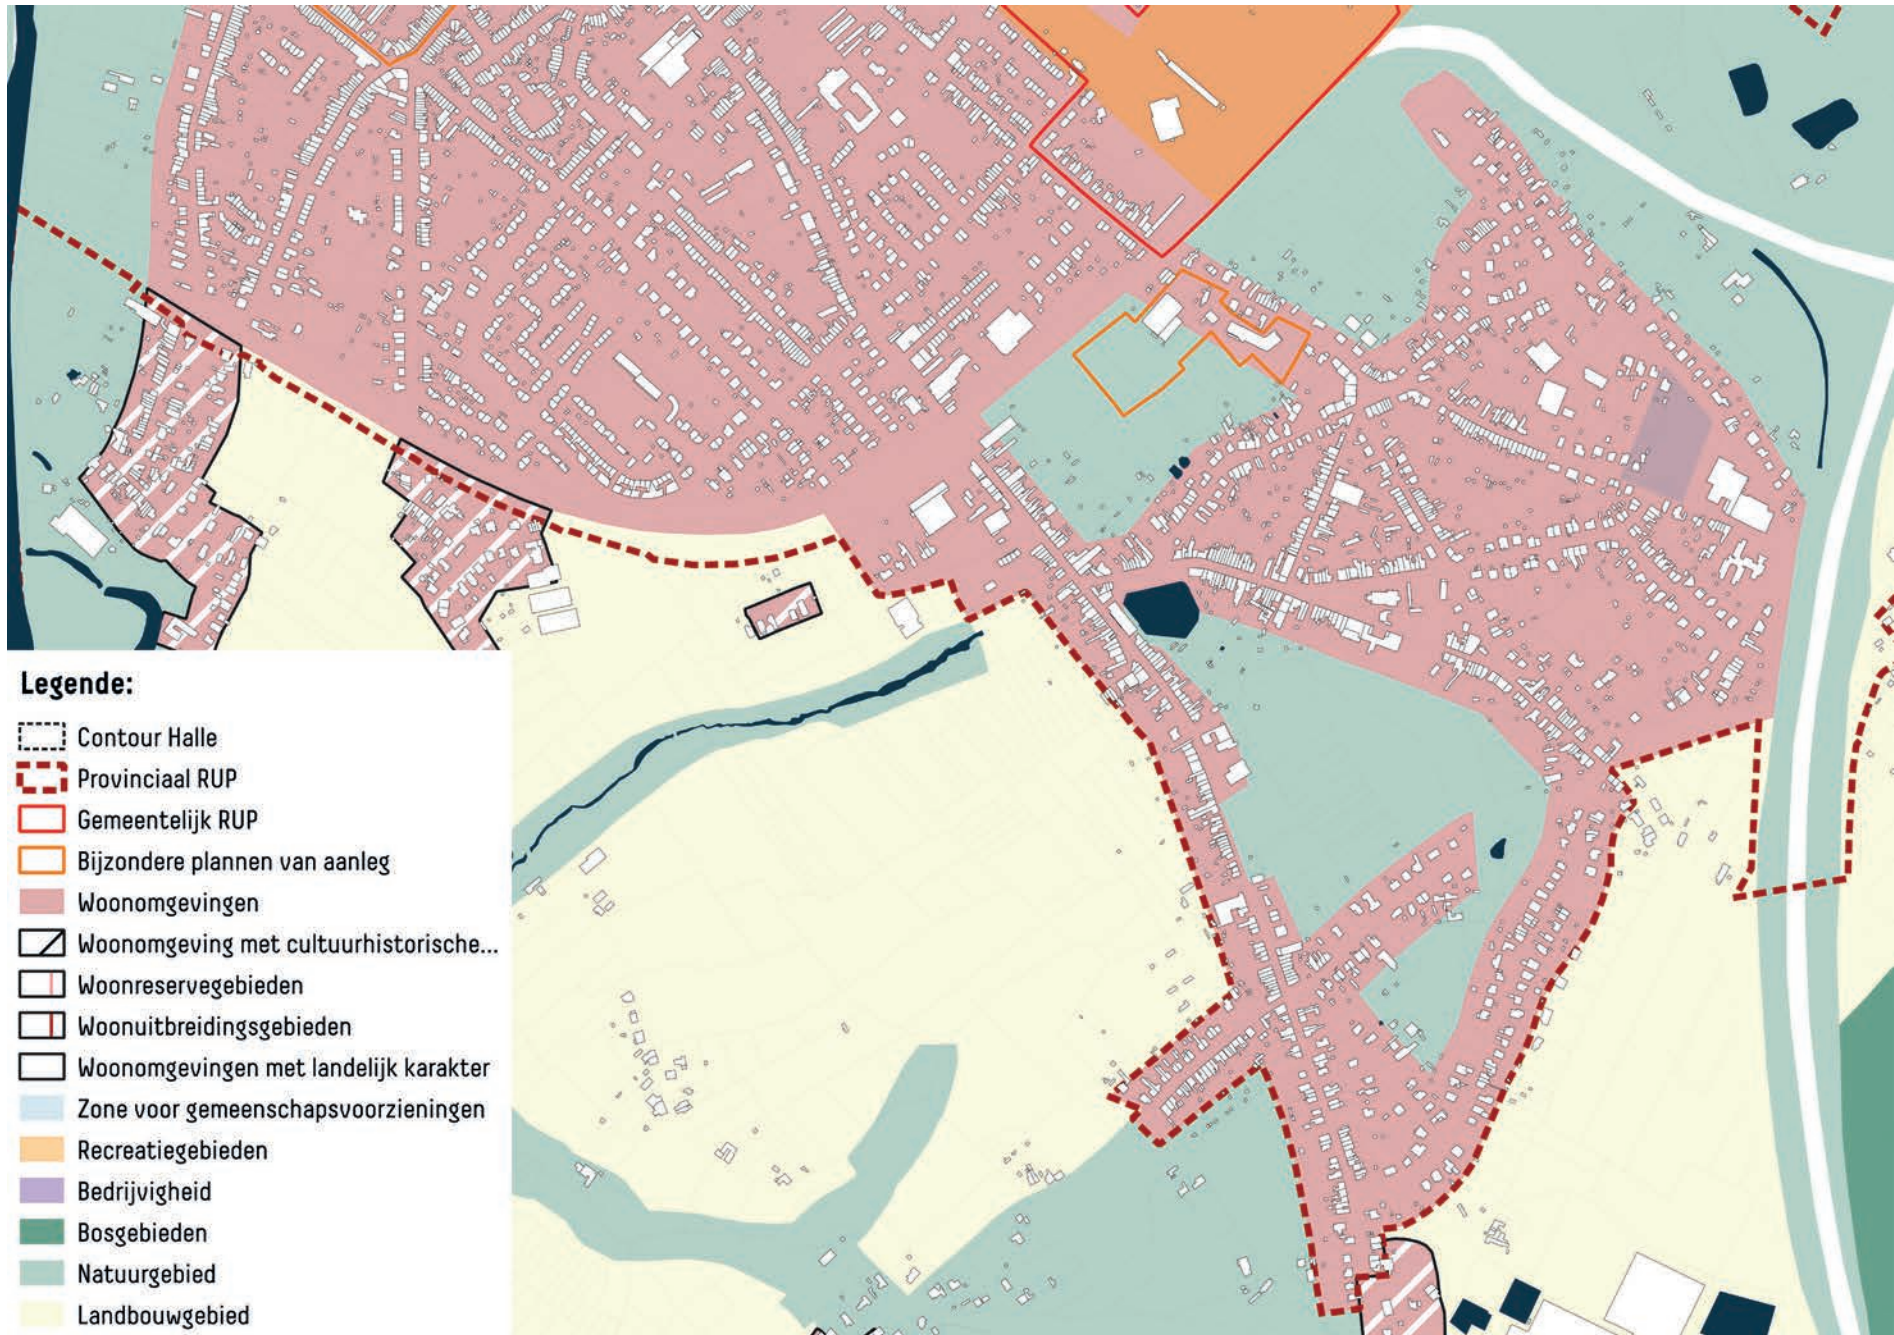 Legende:
Contour Halle
Provinciaal RUP
Gemeentelijk RUP
Bijzondere plannen van aanleg
Woonomgevingen
Woonomgeving met cultuurhistorische...
Woonreservegebieden
Woonuitbreidingsgebieden
Woonomgevingen met landelijk karakter
Zone voor gemeenschapsvoorzieningen
Recreatiegebieden
Bedrijvigheid
Bosgebieden
Natuurgebied
Landbouwgebied